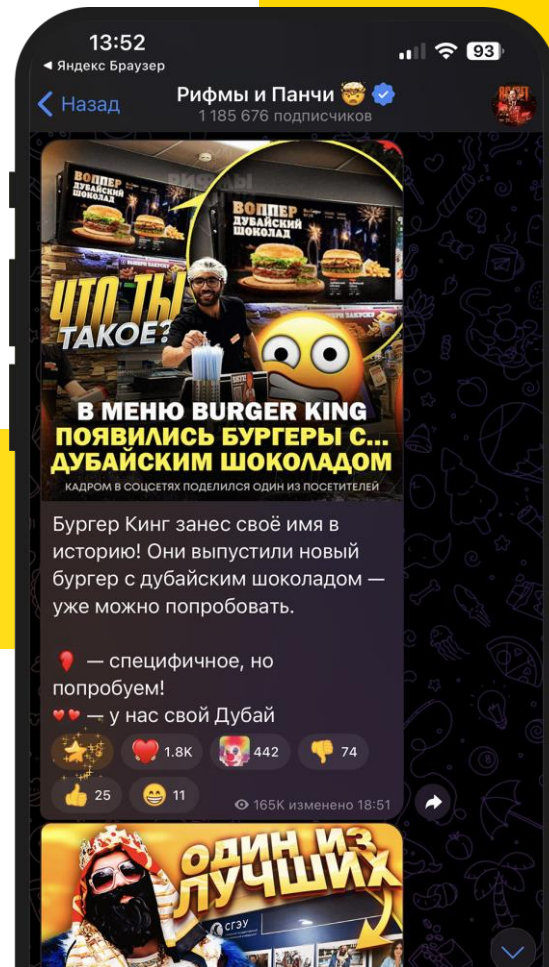 13:52
93
◄ Яндекс Браузер
Назад
Рифмы и Панчи
1 185 676 подписчиков
ВОППЕР
ДУБАЙСКИЙ
ШОКОЛАД
ВОППЕР
ДУБАЙСКИЙ
ШОКОЛАД
ЧТО ТЫ
ТАКОЕ?
В МЕНЮ BURGER KING
ПОЯВИЛИСЬ БУРГЕРЫ С...
ДУБАЙСКИМ ШОКОЛАДОМ
КАДРОМ В СОЦСЕТЯХ ПОДЕЛИЛСЯ ОДИН ИЗ ПОСЕТИТЕЛЕЙ
Бургер Кинг занес своё имя в
историю! Они выпустили новый
бургер с дубайским шоколадом —
уже можно попробовать.
— специфичное, но
попробуем!
— у нас свой Дубай
1.8K
442
74
25
11
165K изменено 18:51
ОДИН ИЗ
ЛУЧШИХ
СГЭУ